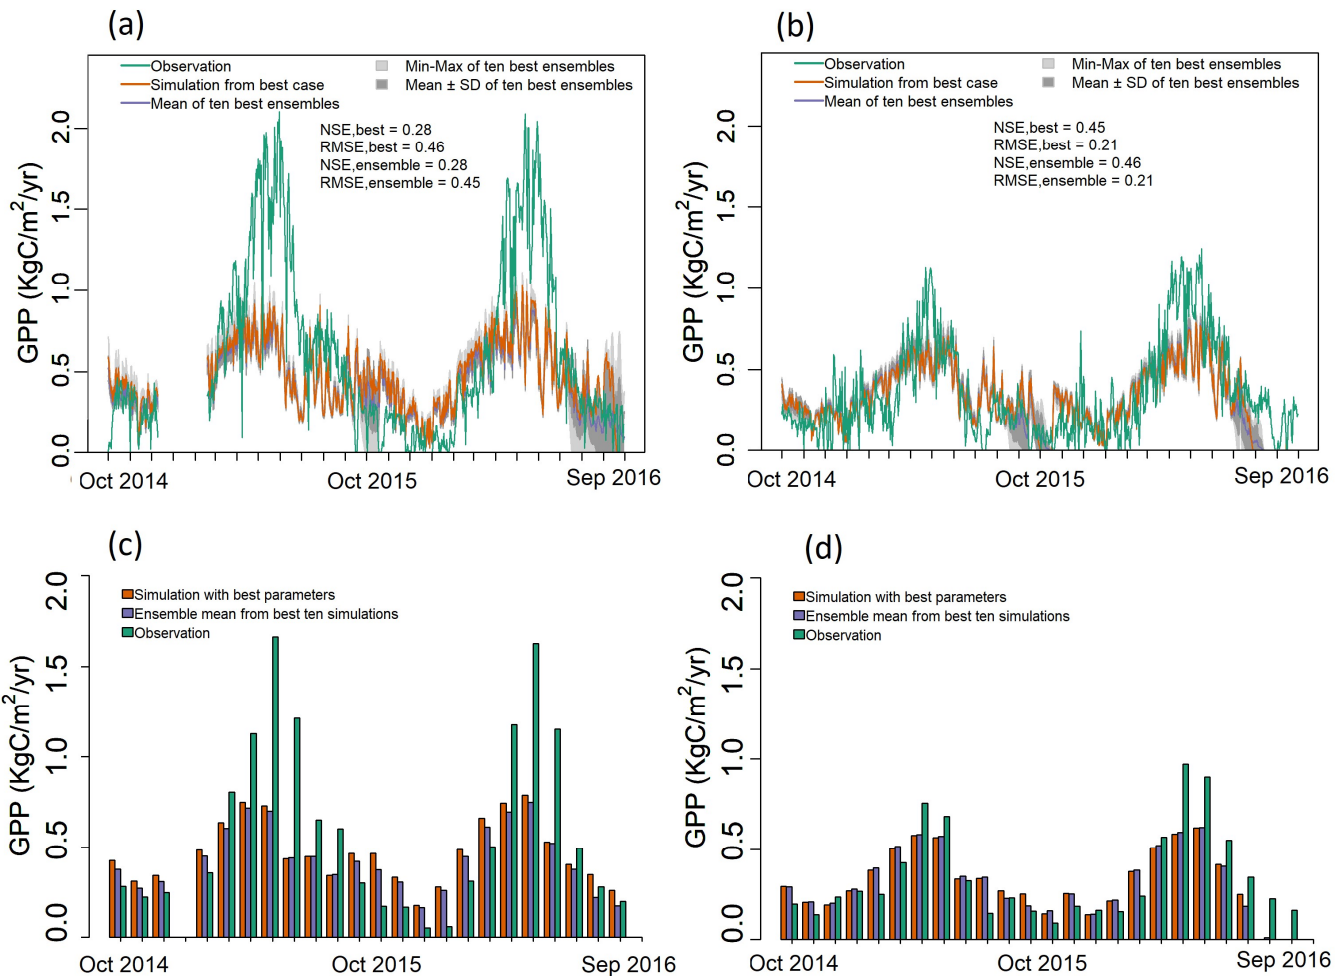 (a)
Observation
Simulation from best case
Mean of ten best ensembles
Min-Max of ten best ensembles
Mean ± SD of ten best ensembles
NSE,best = 0.28
RMSE,best = 0.46
NSE,ensemble = 0.28
RMSE,ensemble = 0.45
GPP (KgC/m²/yr)
2.0
1.5
1.0
0.5
0.0
Oct 2014
Oct 2015
Sep 2016
(b)
Observation
Simulation from best case
Mean of ten best ensembles
Min-Max of ten best ensembles
Mean ± SD of ten best ensembles
NSE,best = 0.45
RMSE,best = 0.21
NSE,ensemble = 0.46
RMSE,ensemble = 0.21
GPP (KgC/m²/yr)
2.0
1.5
1.0
0.5
0.0
Oct 2014
Oct 2015
Sep 2016
(c)
Simulation with best parameters
Ensemble mean from best ten simulations
Observation
GPP (KgC/m²/yr)
2.0
1.5
1.0
0.5
0.0
Oct 2014
Oct 2015
Sep 2016
(d)
Simulation with best parameters
Ensemble mean from best ten simulations
Observation
GPP (KgC/m²/yr)
2.0
1.5
1.0
0.5
0.0
Oct 2014
Oct 2015
Sep 2016